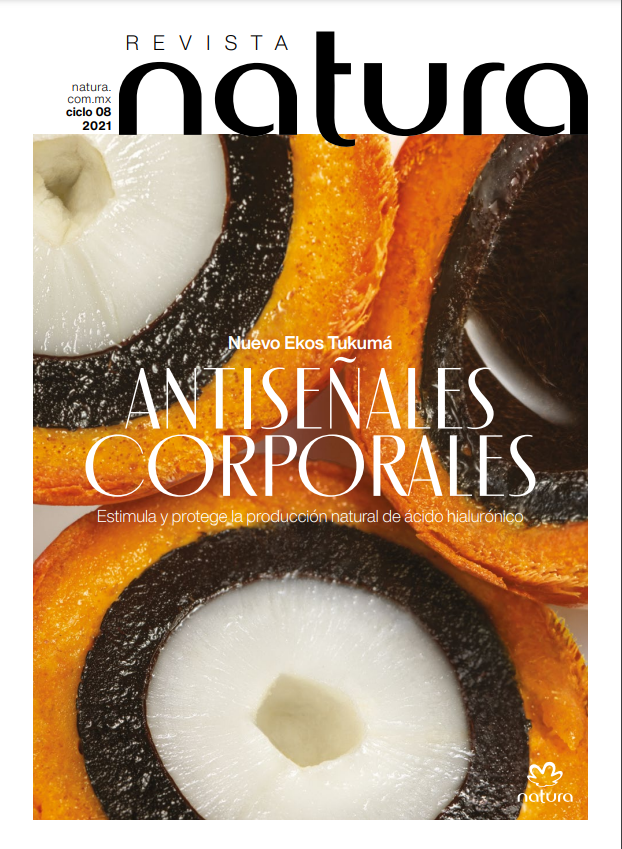 REVISTA
natura
natura.
com.mx
ciclo 08
2021
Nuevo Ekos Tukumá
ANTISEÑALES
CORPORALES
Estimula y protege la producción natural de ácido hialurónico
natura